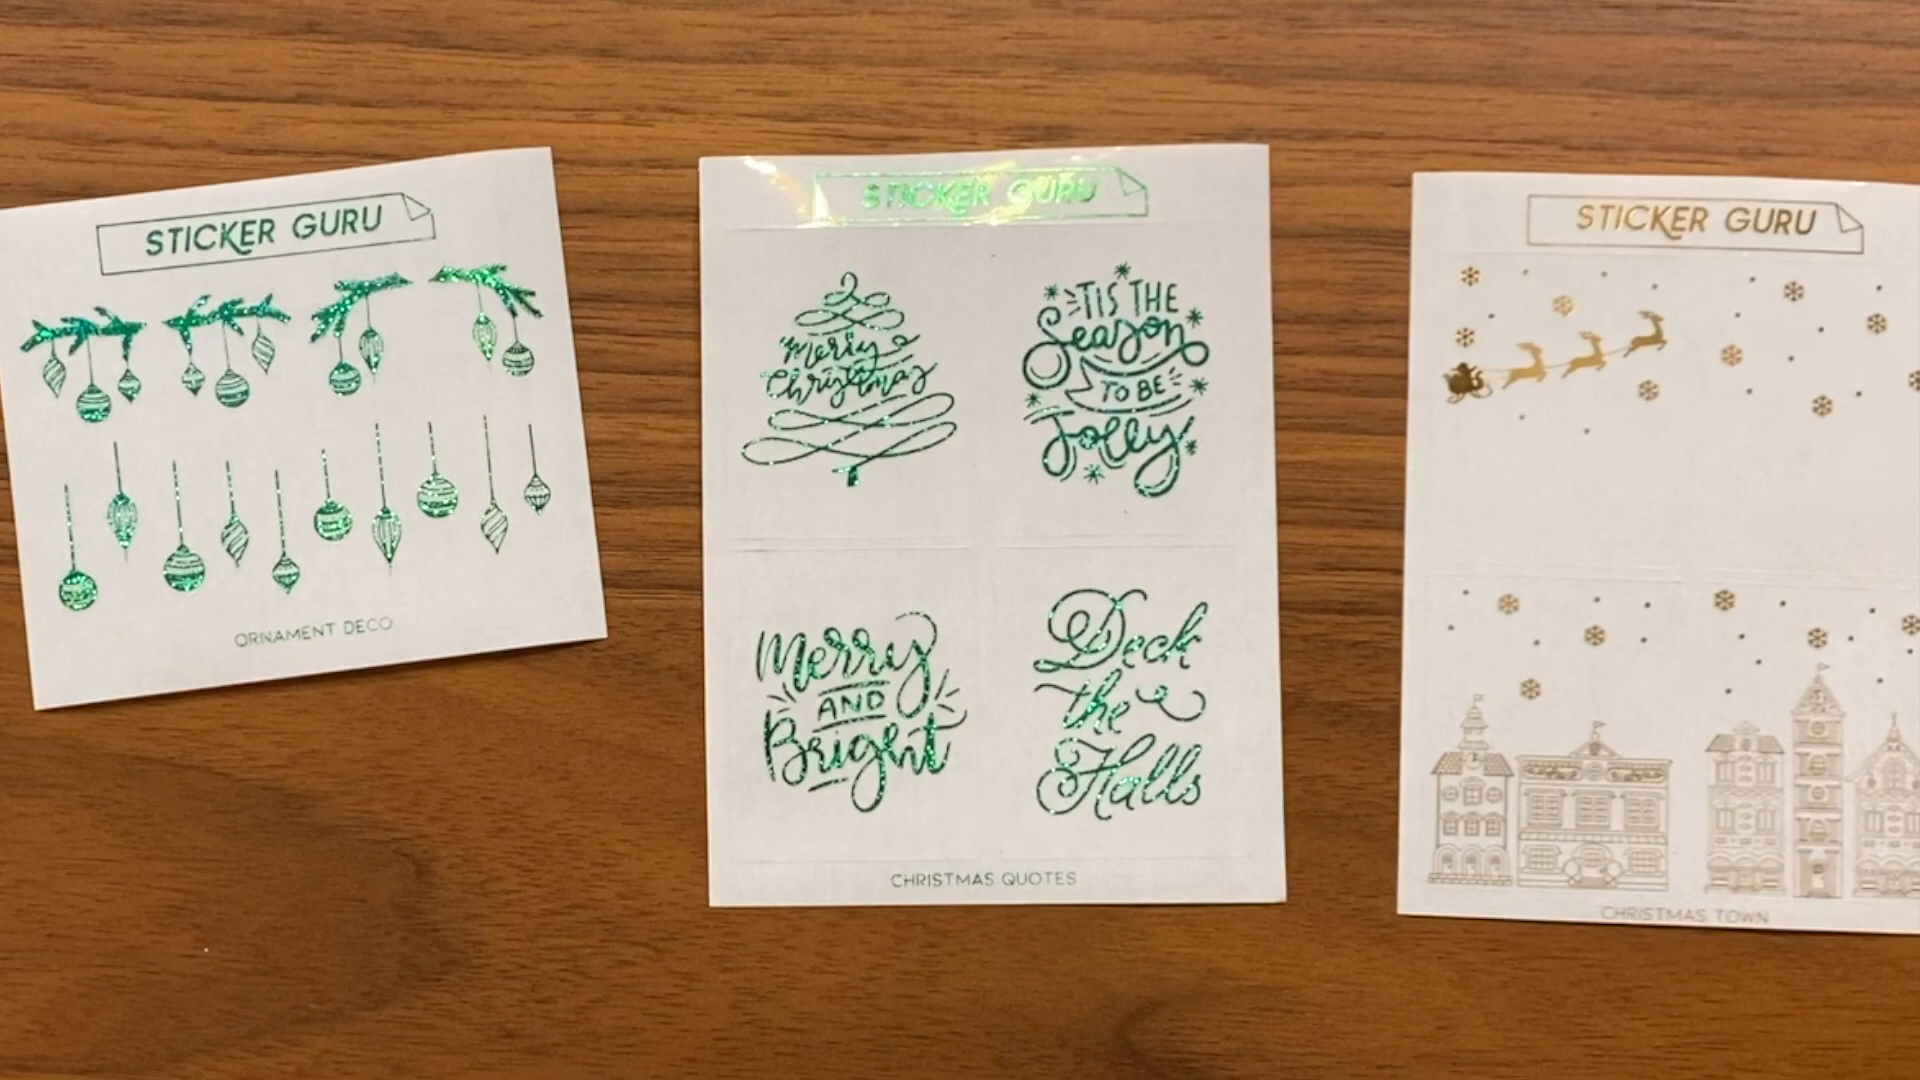 STICKER GURU
ORNAMENT DECO
STICKER GURU
Merry
Christmas
'TIS THE
Season
TO BE
Jolly
Merry
AND
Bright
Deck
the
Halls
CHRISTMAS QUOTES
STICKER GURU
CHRISTMAS TOWN